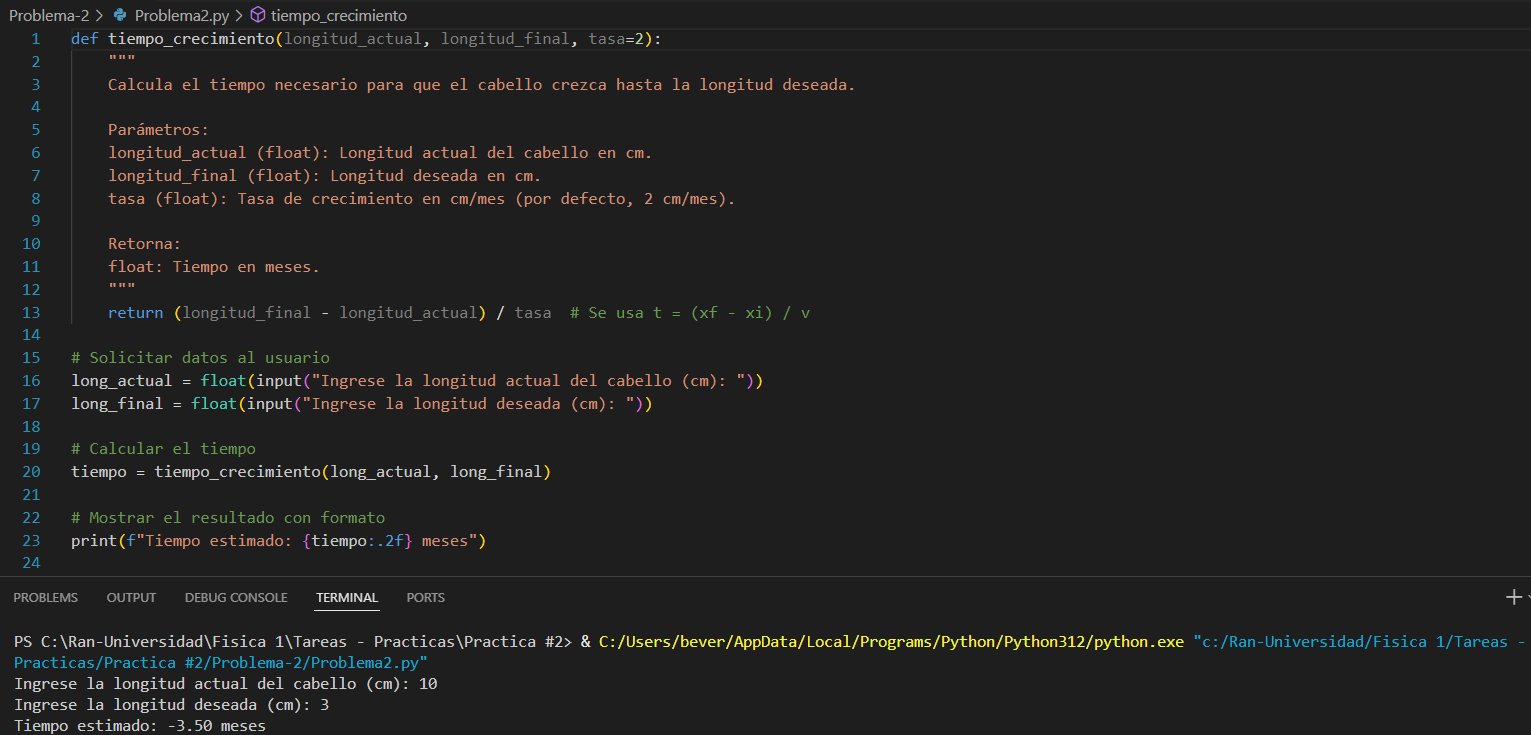 Problema-2 > Problema2.py > tiempo_crecimiento
1 def tiempo_crecimiento(longitud_actual, longitud_final, tasa=2):
2 """
3 Calcula el tiempo necesario para que el cabello crezca hasta la longitud deseada.
4
5 Parámetros:
6 longitud_actual (float): Longitud actual del cabello en cm.
7 longitud_final (float): Longitud deseada en cm.
8 tasa (float): Tasa de crecimiento en cm/mes (por defecto, 2 cm/mes).
9
10 Retorna:
11 float: Tiempo en meses.
12 """
13 return (longitud_final - longitud_actual) / tasa  # Se usa t = (xf - xi) / v
14
15 # Solicitar datos al usuario
16 long_actual = float(input("Ingrese la longitud actual del cabello (cm): "))
17 long_final = float(input("Ingrese la longitud deseada (cm): "))
18
19 # Calcular el tiempo
20 tiempo = tiempo_crecimiento(long_actual, long_final)
21
22 # Mostrar el resultado con formato
23 print(f"Tiempo estimado: {tiempo:.2f} meses")
24
PROBLEMS OUTPUT DEBUG CONSOLE TERMINAL PORTS
PS C:\Ran-Universidad\Fisica 1\Tareas - Practicas\Practica #2> & C:/Users/bever/AppData/Local/Programs/Python/Python312/python.exe "c:/Ran-Universidad/Fisica 1/Tareas -
Practicas/Practica #2/Problema-2/Problema2.py"
Ingrese la longitud actual del cabello (cm): 10
Ingrese la longitud deseada (cm): 3
Tiempo estimado: -3.50 meses